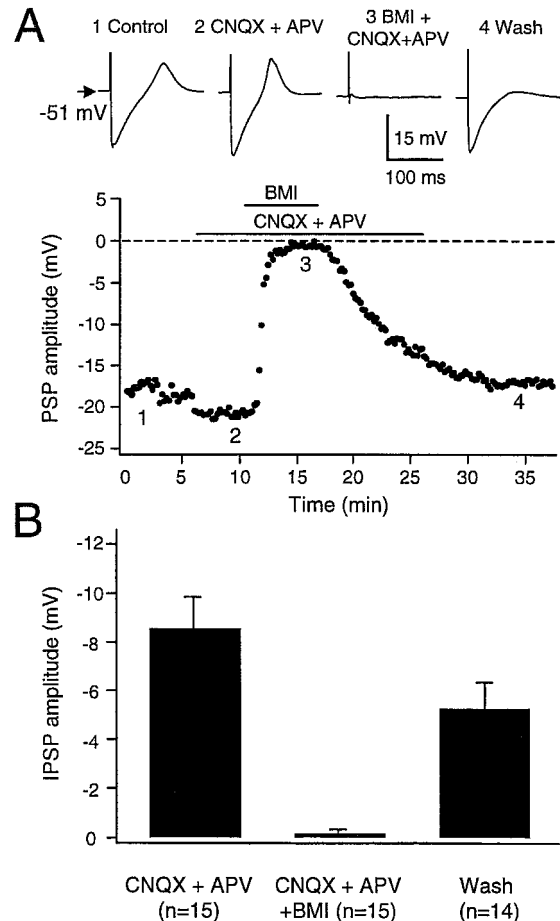 A
1 Control
2 CNQX + APV
3 BMI +
CNQX+APV
4 Wash
-51 mV
15 mV
100 ms
BMI
CNQX + APV
PSP amplitude (mV)
5
0
-5
-10
-15
-20
-25
1
2
3
4
0
5
10
15
20
25
30
35
Time (min)
B
IPSP amplitude (mV)
-12
-10
-8
-6
-4
-2
0
CNQX + APV
(n=15)
CNQX + APV
+BMI (n=15)
Wash
(n=14)